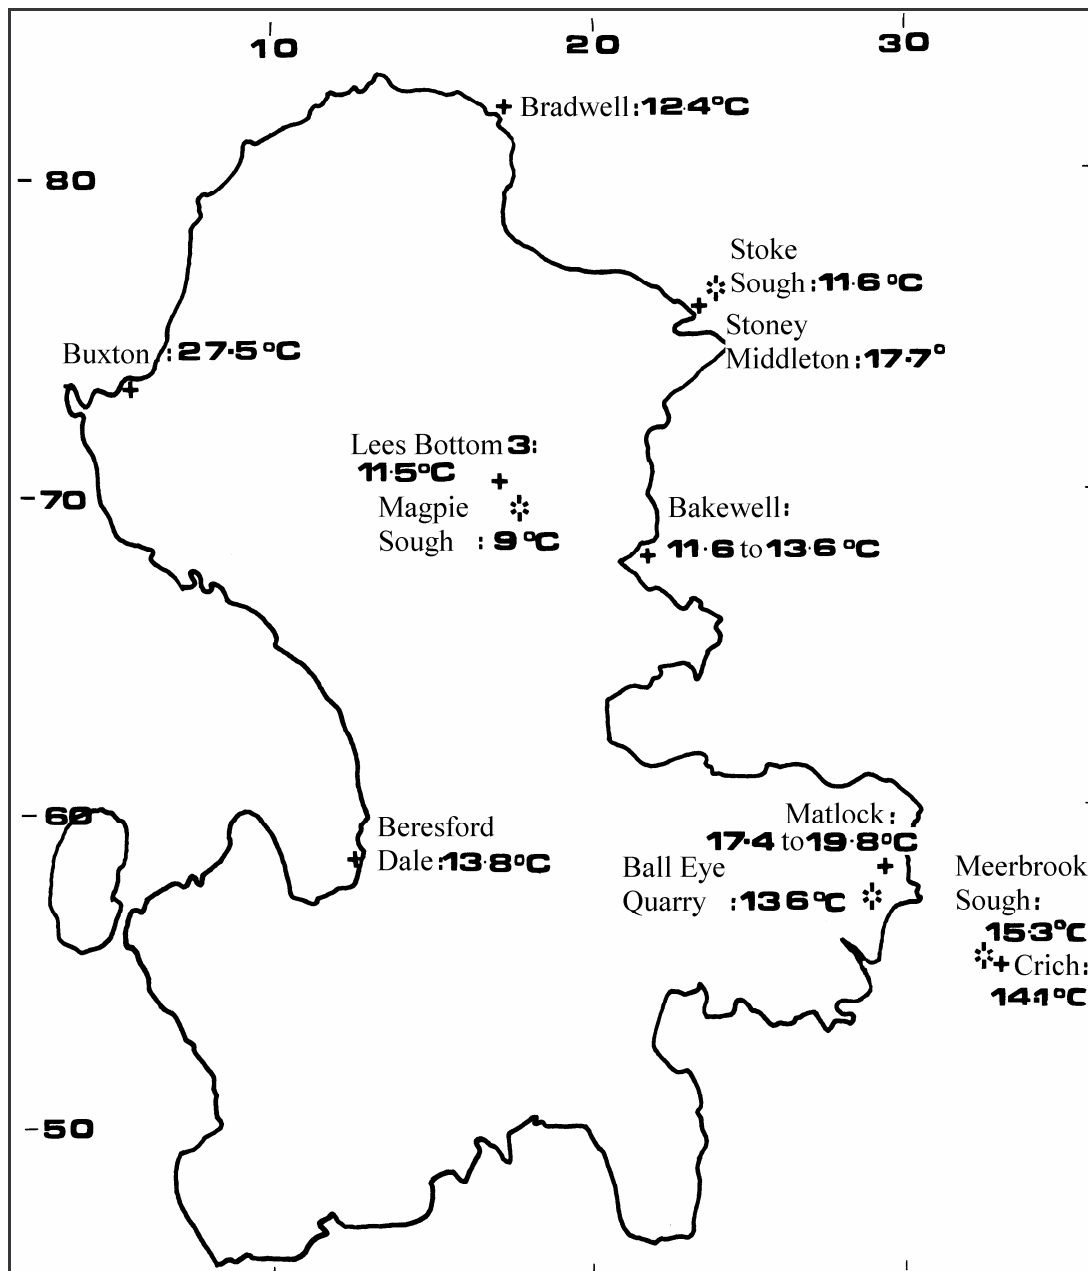 10 20 30
Bradwell:12·4°C
80
Stoke
Sough:11·6°C
Stoney
Middleton:17·7°
Buxton:27·5°C
Lees Bottom 3:
11·5°C
70
Magpie
Sough :9°C
Bakewell:
11·6 to 13·6°C
60
Beresford
Dale:13·8°C
Matlock:
17·4 to 19·8°C
Ball Eye
Quarry :13 6°C
Meerbrook
Sough:
15·3°C
Crich:
14·1°C
50